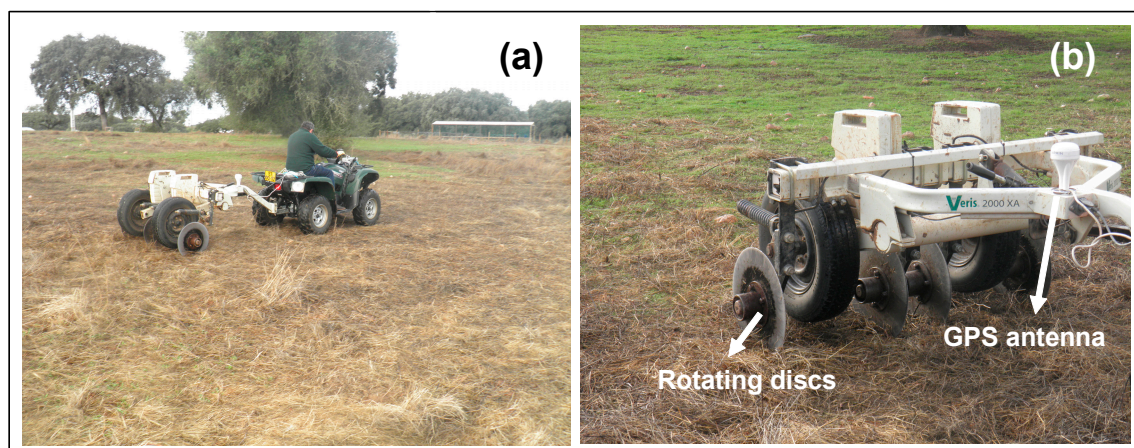 (a)
(b)
Veris 2000 XA
GPS antenna
Rotating discs